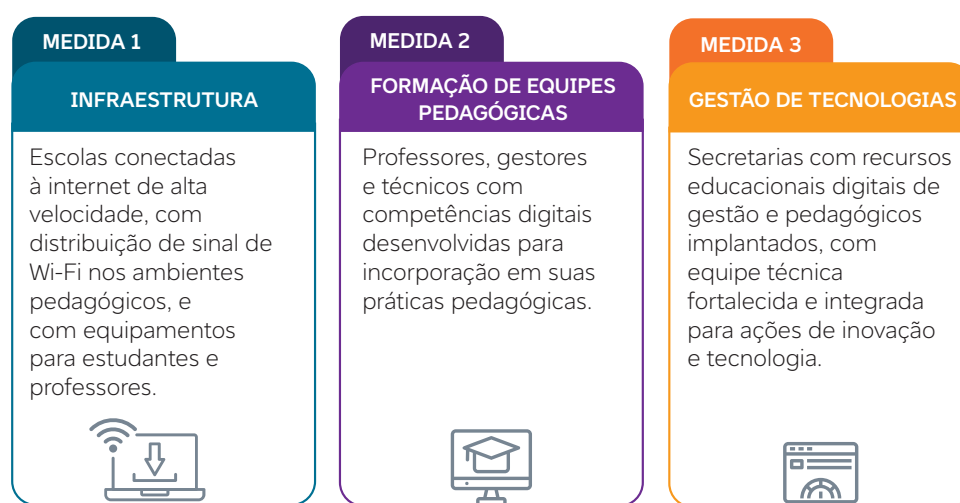 MEDIDA 1
INFRAESTRUTURA
Escolas conectadas
à internet de alta
velocidade, com
distribuição de sinal de
Wi-Fi nos ambientes
pedagógicos, e
com equipamentos
para estudantes e
professores.
MEDIDA 2
FORMAÇÃO DE EQUIPES
PEDAGÓGICAS
Professores, gestores
e técnicos com
competências digitais
desenvolvidas para
incorporação em suas
práticas pedagógicas.
MEDIDA 3
GESTÃO DE TECNOLOGIAS
Secretarias com recursos
educacionais digitais de
gestão e pedagógicos
implantados, com
equipe técnica
fortalecida e integrada
para ações de inovação
e tecnologia.